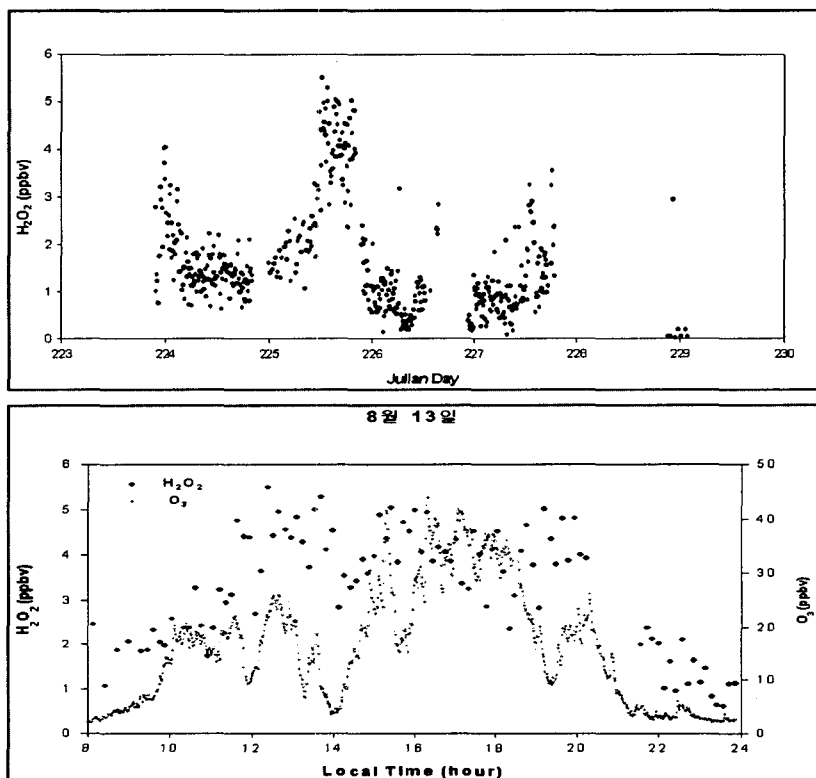 6
5
4
3
2
1
0
H₂O₂ (ppbv)
223 224 225 226 227 228 229 230
Julian Day
8월 13일
H₂O₂
O₃
6
5
4
3
2
1
0
H₂O₂ (ppbv)
50
40
30
20
10
0
O₃ (ppbv)
8 10 12 14 16 18 20 22 24
Local Time (hour)